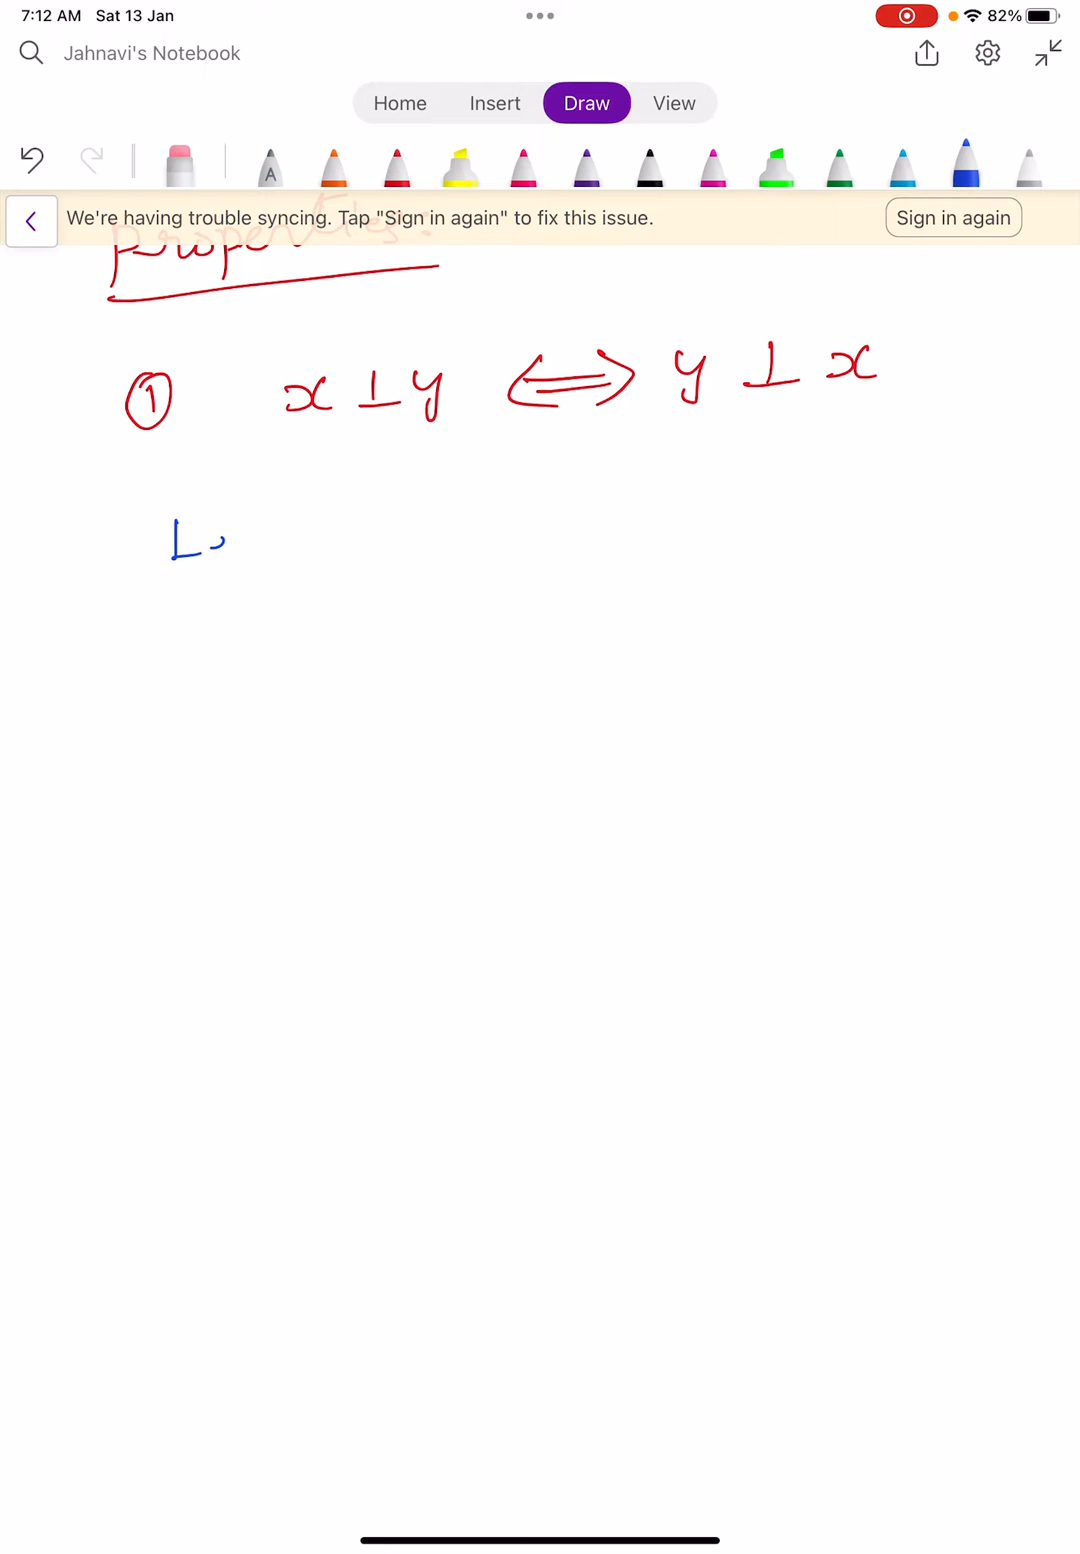 7:12 AM Sat 13 Jan
82%
Jahnavi's Notebook
Home Insert Draw View
A
We're having trouble syncing. Tap "Sign in again" to fix this issue.
Sign in again
Properties:
① x ⊥ y ⟺ y ⊥ x